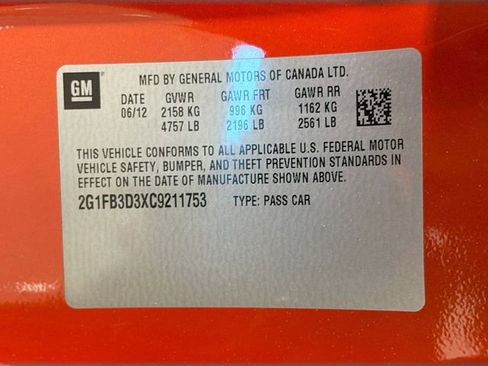 GM
MFD BY GENERAL MOTORS OF CANADA LTD.
DATE GVWR GAWR FRT GAWR RR
06/12 2158 KG 996 KG 1162 KG
4757 LB 2196 LB 2561 LB
THIS VEHICLE CONFORMS TO ALL APPLICABLE U.S. FEDERAL MOTOR
VEHICLE SAFETY, BUMPER, AND THEFT PREVENTION STANDARDS IN
EFFECT ON THE DATE OF MANUFACTURE SHOWN ABOVE.
2G1FB3D3XC9211753 TYPE: PASS CAR